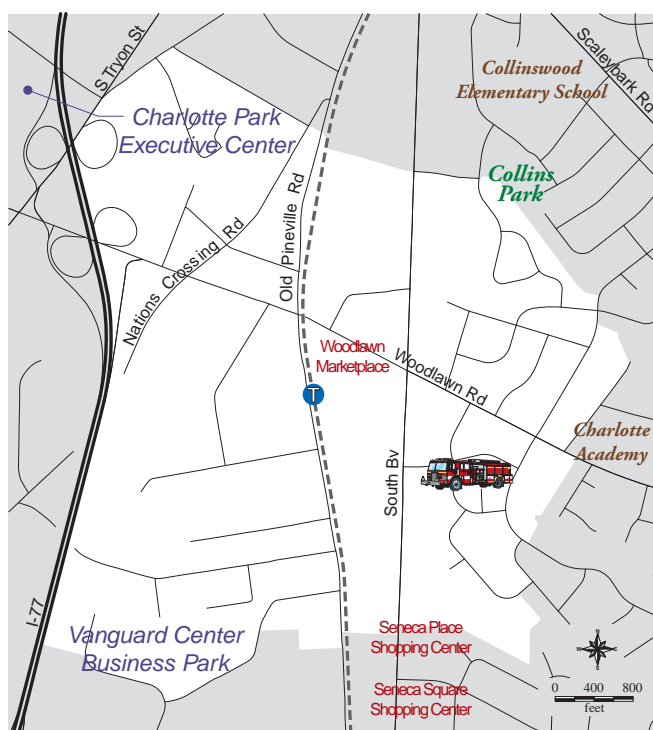 S Tryon St
Scaleybark Rd
Collinswood
Elementary School
Charlotte Park
Executive Center
Collins
Park
Old Pineville Rd
Nations Crossing Rd
Woodlawn
Marketplace
Woodlawn Rd
T
Charlotte
Academy
South Bv
I-77
Vanguard Center
Business Park
Seneca Place
Shopping Center
Seneca Square
Shopping Center
N
W E
S
0 400 800
feet